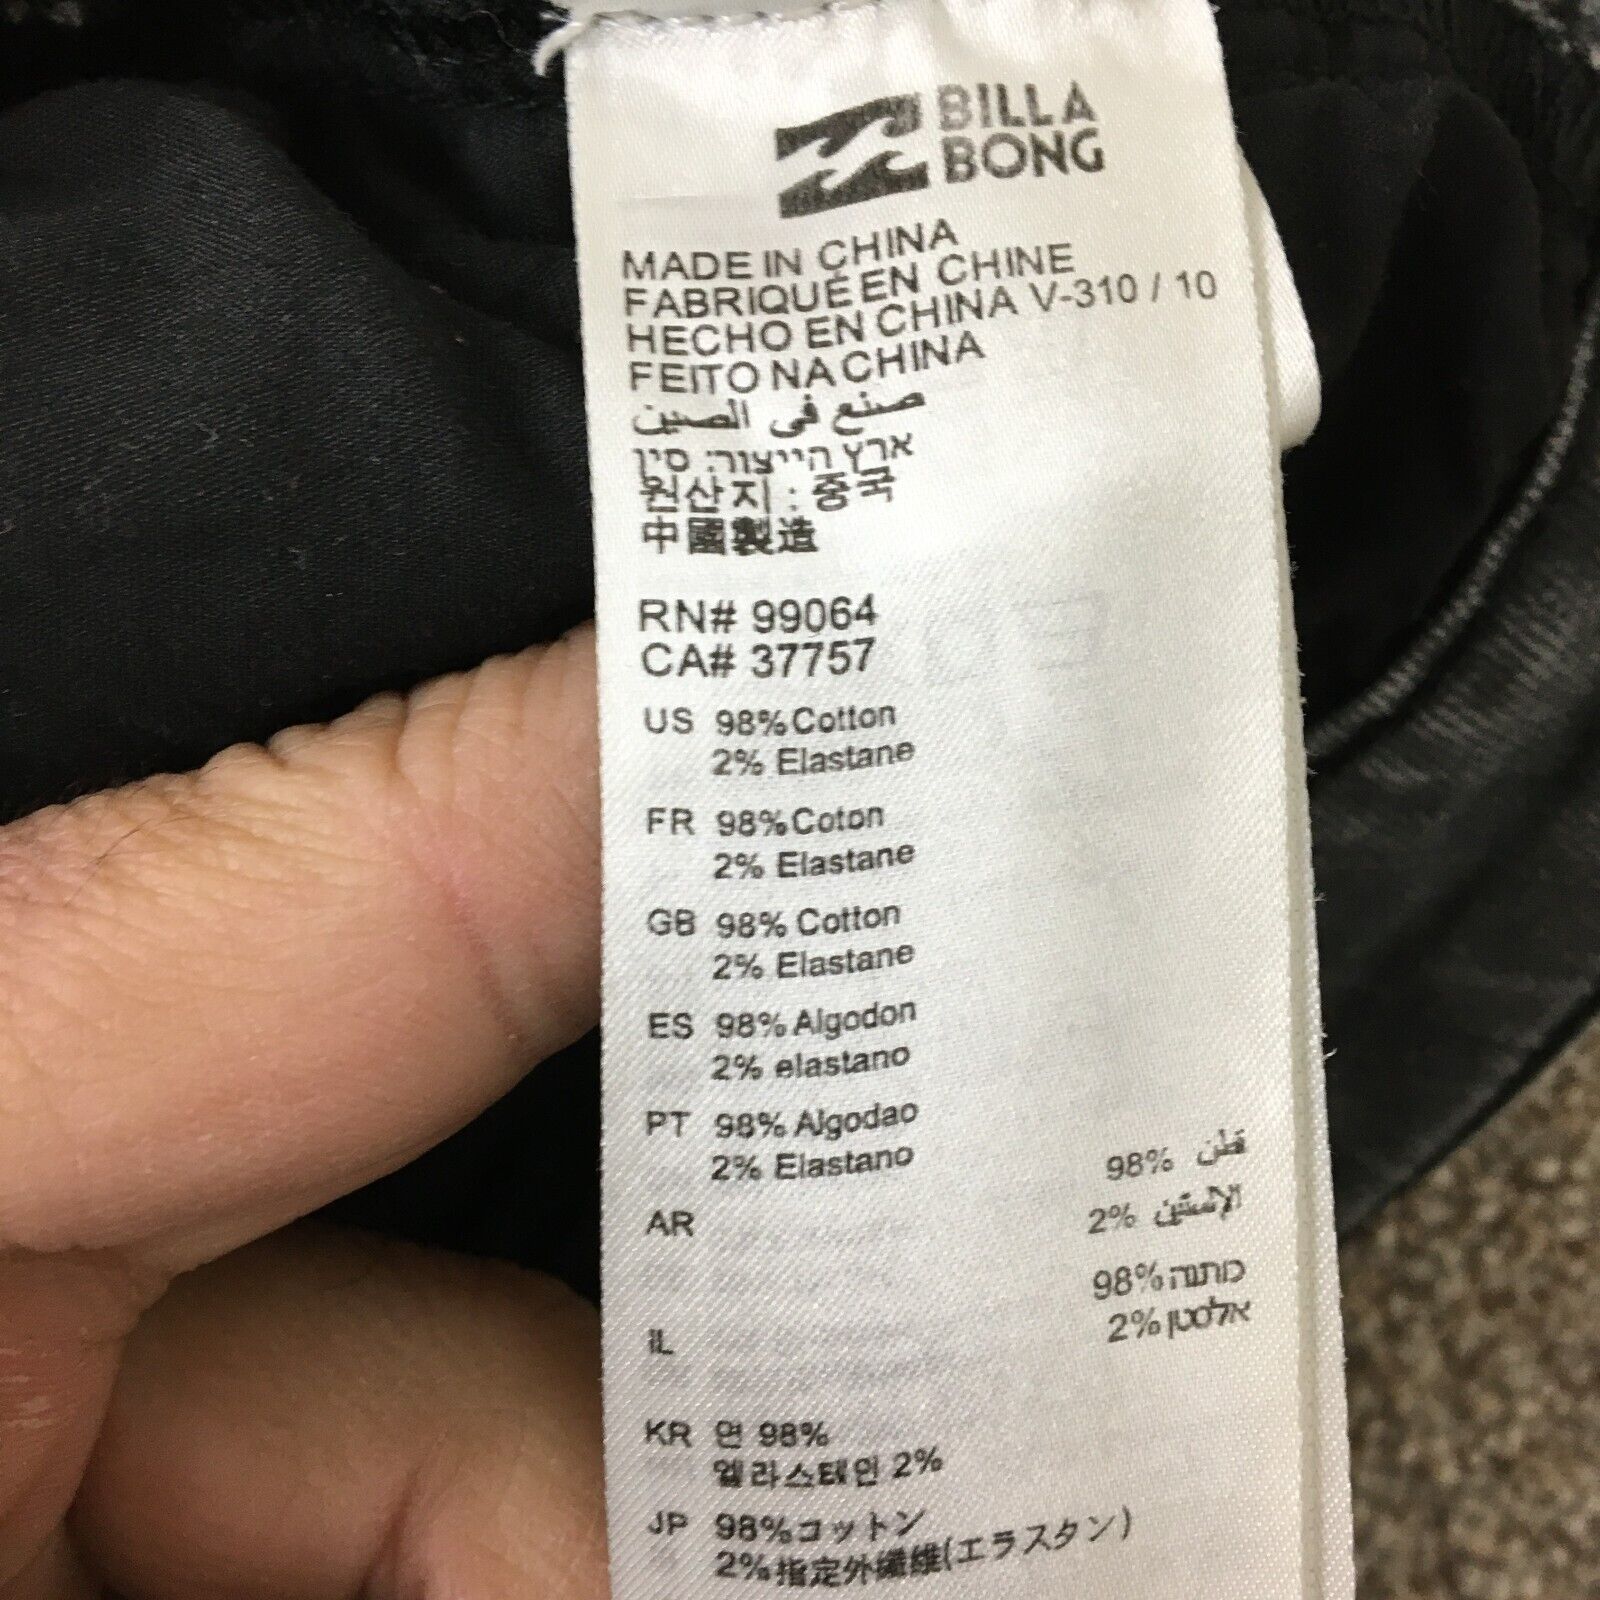 BILLA
BONG
MADE IN CHINA
FABRIQUÉ EN CHINE
HECHO EN CHINA V-310 / 10
FEITO NA CHINA
صنع في الصين
ארץ הייצור: סין
원산지 : 중국
中國製造
RN# 99064
CA# 37757
US 98% Cotton
2% Elastane
FR 98% Coton
2% Elastane
GB 98% Cotton
2% Elastane
ES 98% Algodon
2% elastano
PT 98% Algodao
2% Elastano
AR 98% قطن
2% الإلستين
IL 98% כותנה
2% אלסטן
KR 면 98%
엘라스테인 2%
JP 98% コットン
2% 指定外繊維(エラスタン)